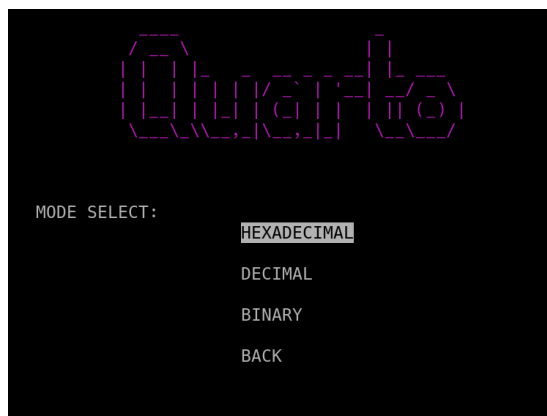 Quarto
MODE SELECT:
HEXADECIMAL
DECIMAL
BINARY
BACK